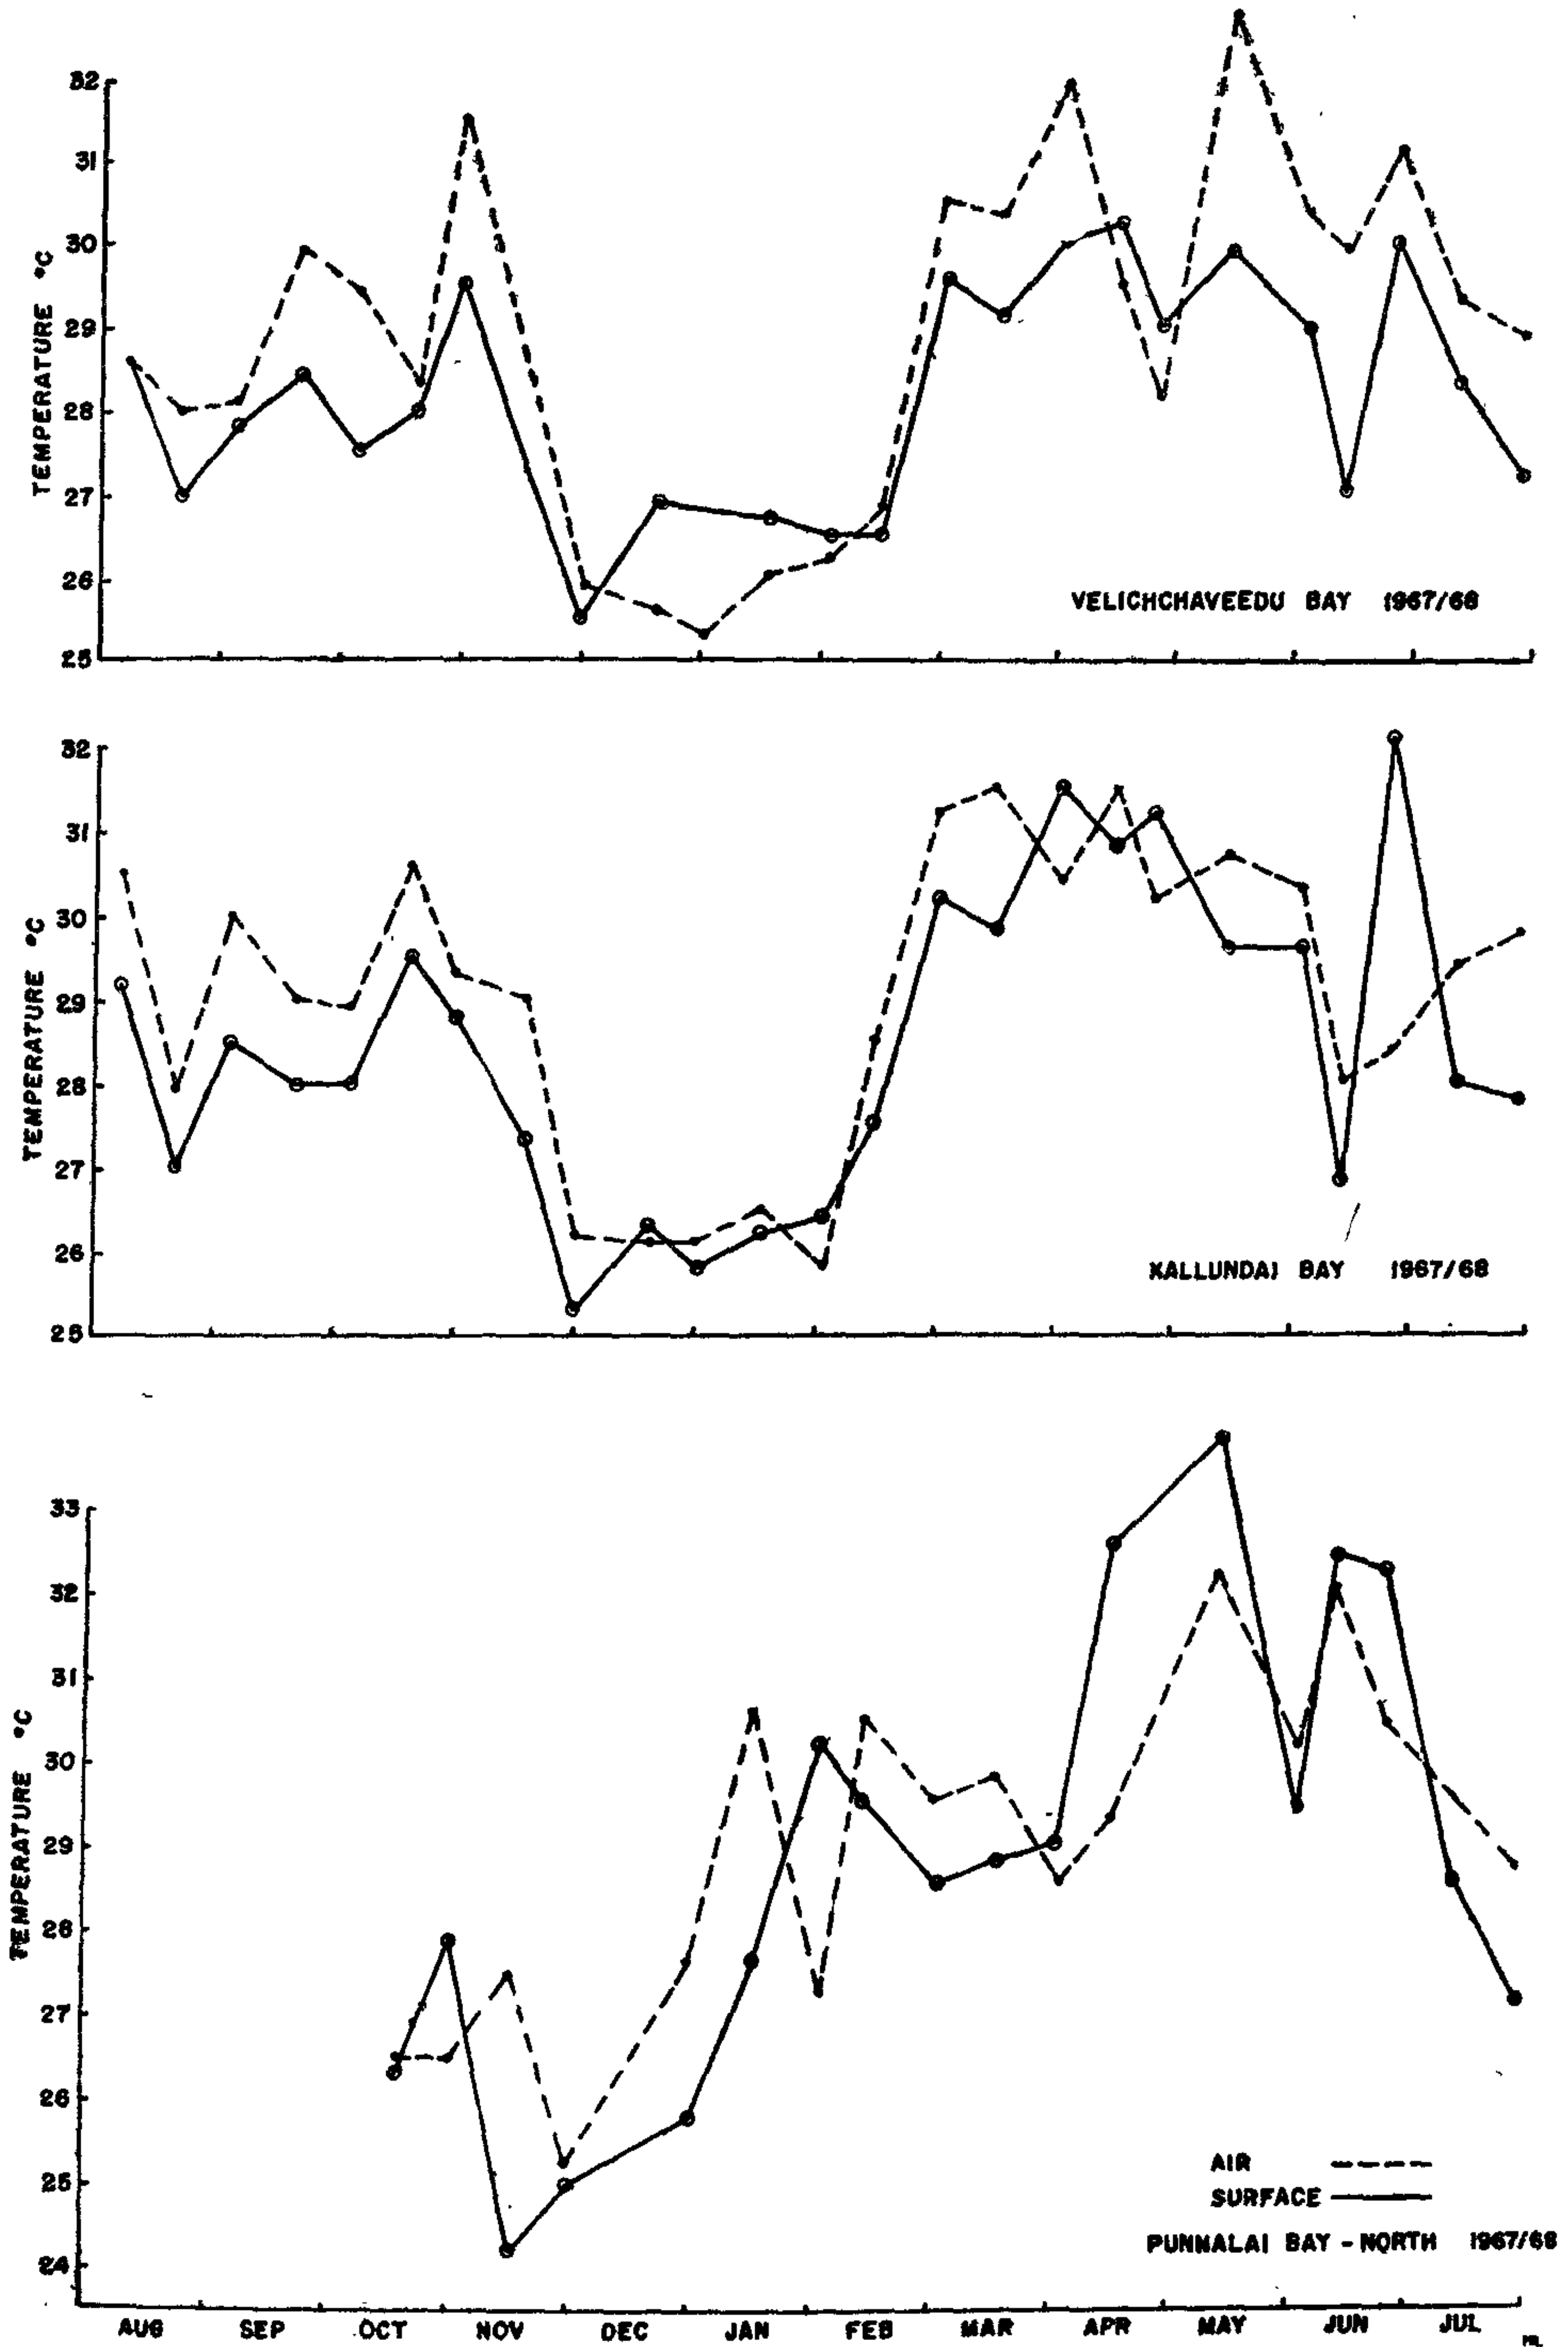 32
31
30
29
28
27
26
25
TEMPERATURE °C
VELICHCHAVEEDU BAY 1967/68
32
31
30
29
28
27
26
25
TEMPERATURE °C
KALLUNDAI BAY 1967/68
33
32
31
30
29
28
27
26
25
24
TEMPERATURE °C
AIR
SURFACE
PUNNALAI BAY - NORTH 1967/68
AUG SEP OCT NOV DEC JAN FEB MAR APR MAY JUN JUL